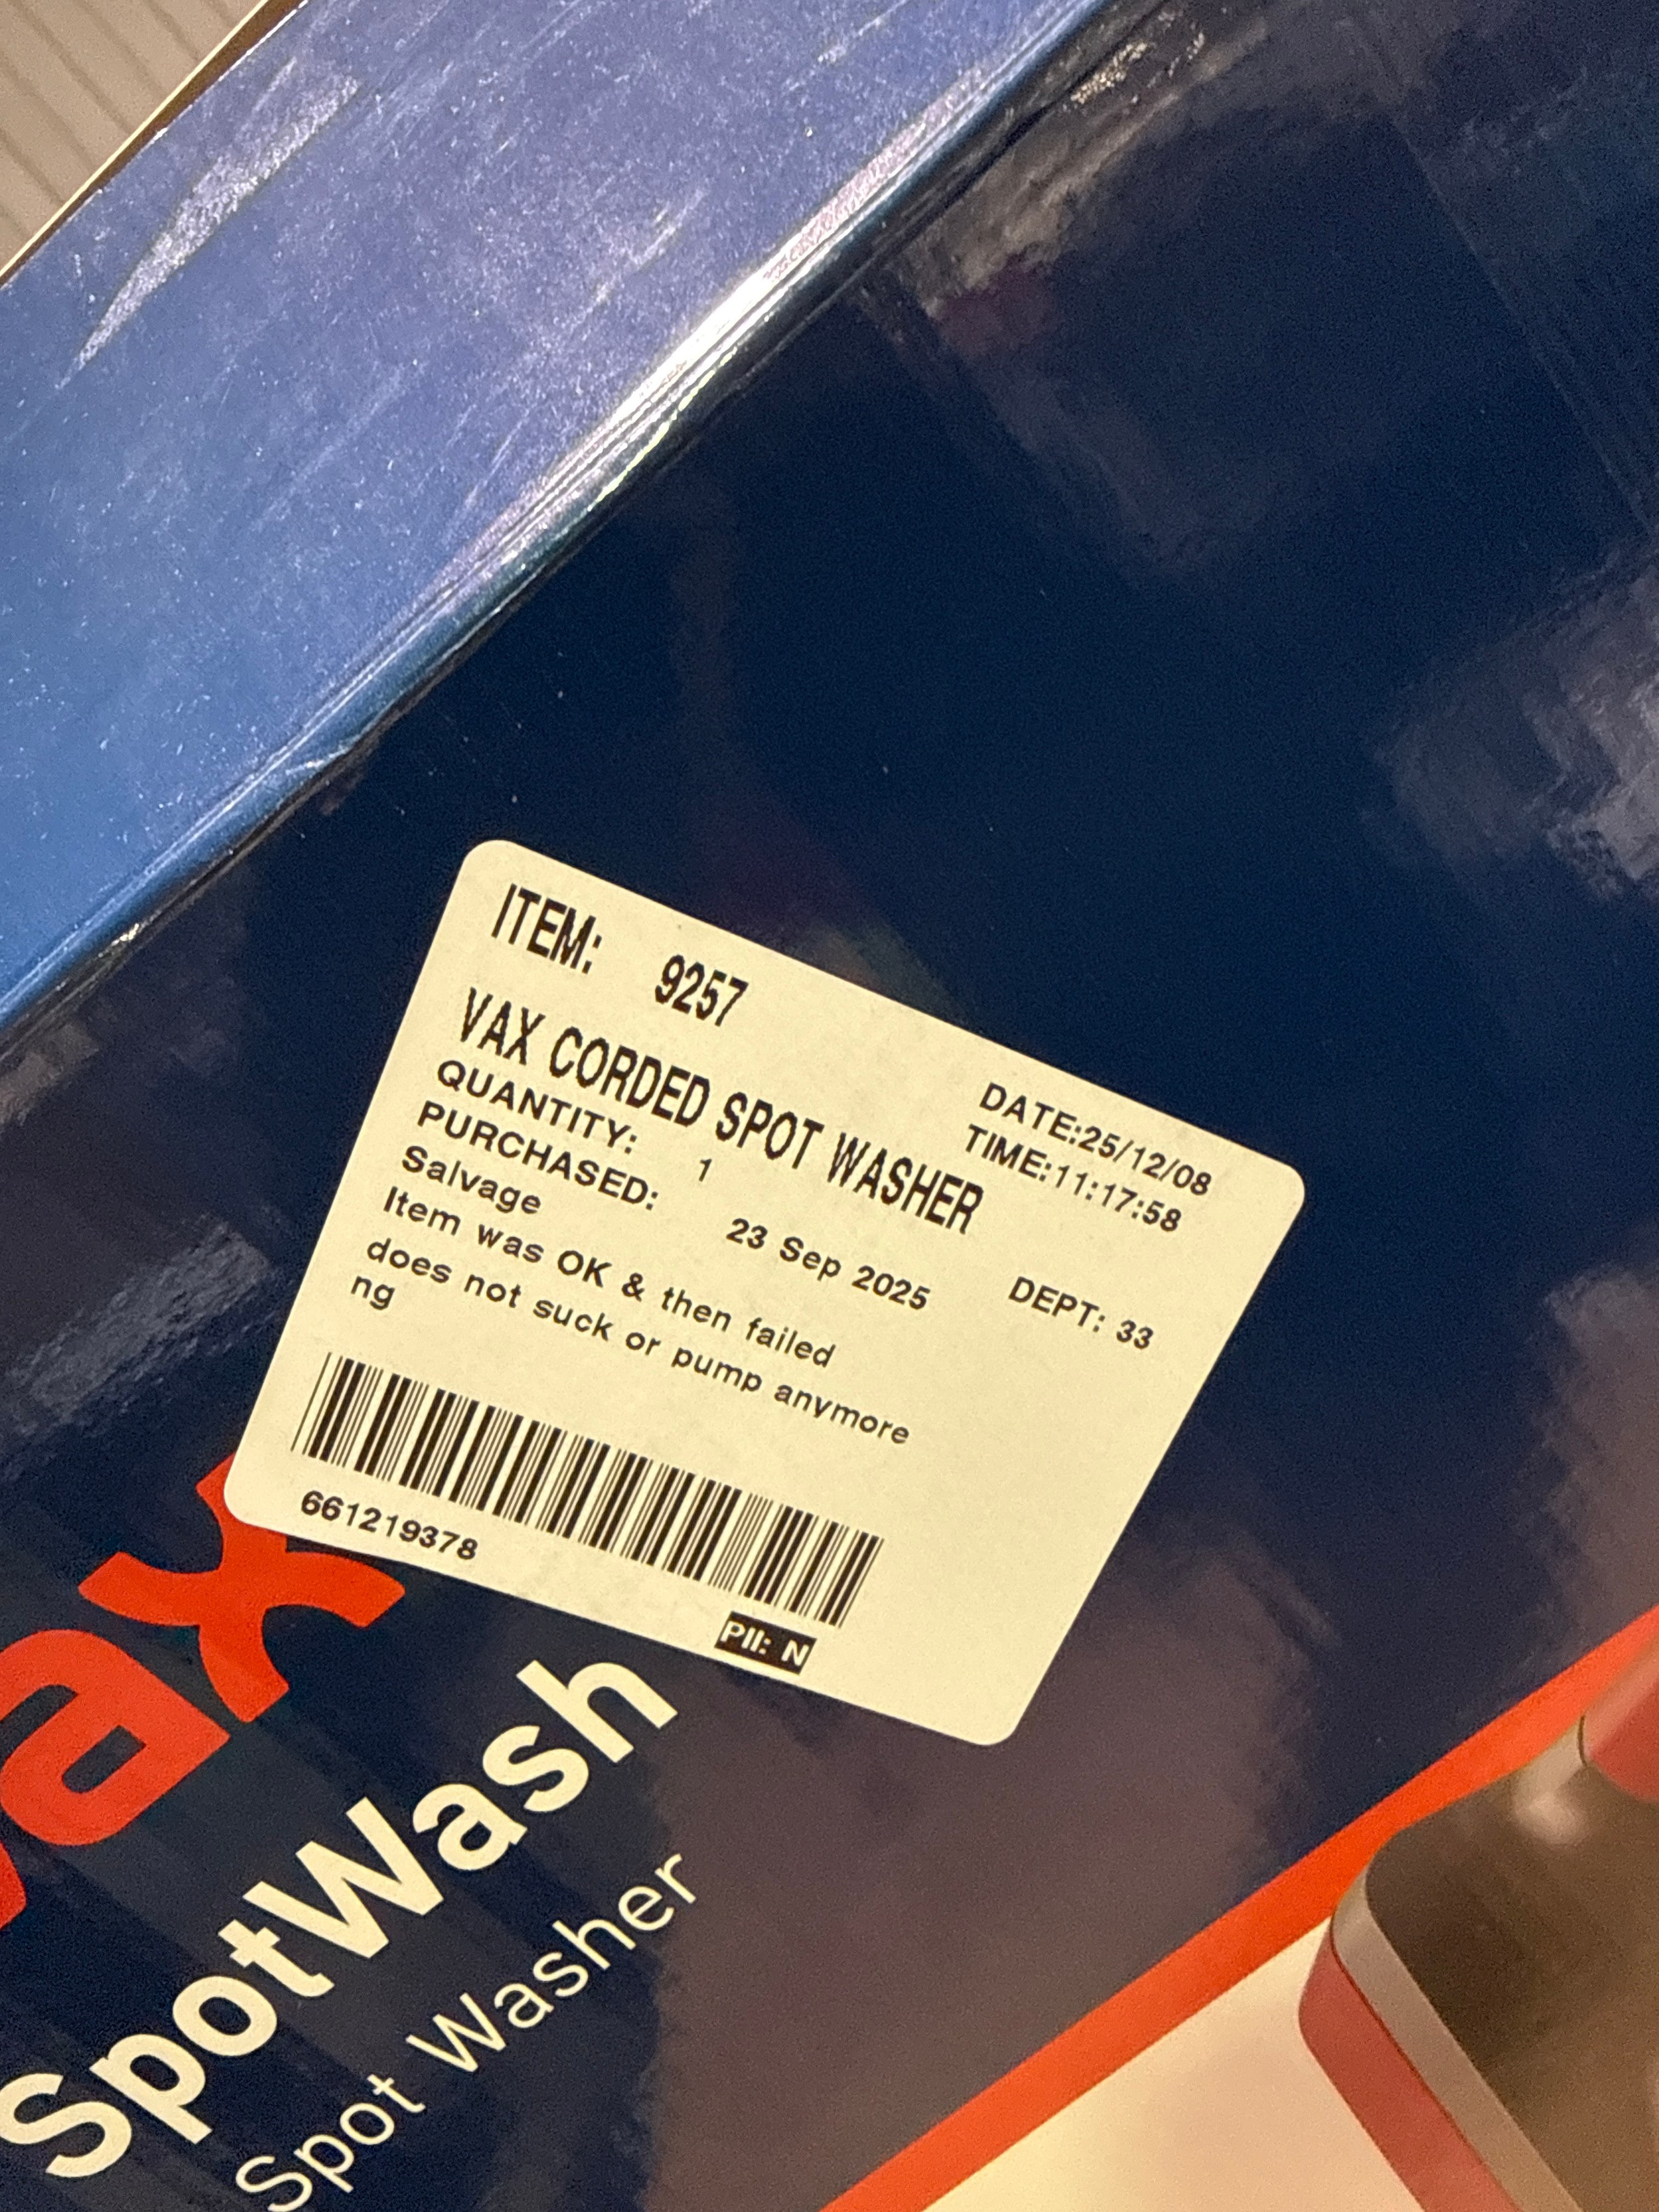 ITEM: 9257
DATE:25/12/08
TIME:11:17:58
VAX CORDED SPOT WASHER
QUANTITY: 1
PURCHASED: 23 Sep 2025 DEPT: 33
Salvage
Item was OK & then failed
does not suck or pump anymore
ng
661219378
PII: N
vax
SpotWash
Spot Washer